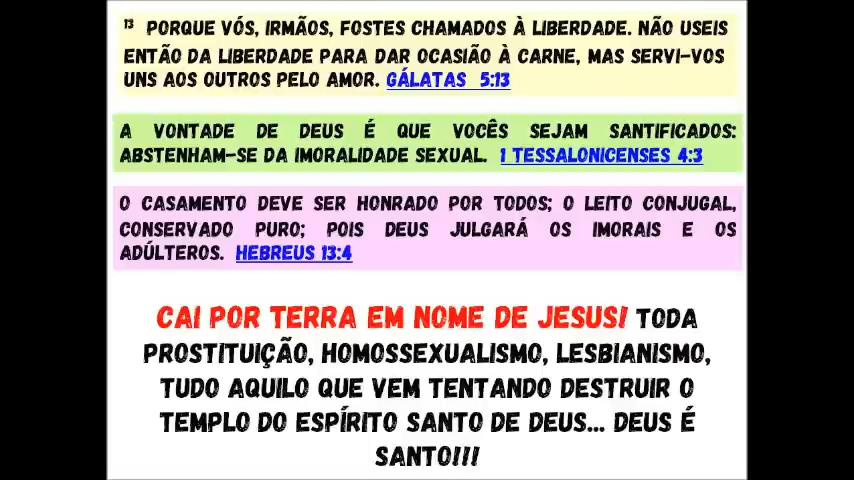 13 PORQUE VÓS, IRMÃOS, FOSTES CHAMADOS À LIBERDADE. NÃO USEIS
ENTÃO DA LIBERDADE PARA DAR OCASIÃO À CARNE, MAS SERVI-VOS
UNS AOS OUTROS PELO AMOR. GÁLATAS 5:13
A VONTADE DE DEUS É QUE VOCÊS SEJAM SANTIFICADOS:
ABSTENHAM-SE DA IMORALIDADE SEXUAL. 1 TESSALONICENSES 4:3
O CASAMENTO DEVE SER HONRADO POR TODOS; O LEITO CONJUGAL,
CONSERVADO PURO; POIS DEUS JULGARÁ OS IMORAIS E OS
ADÚLTEROS. HEBREUS 13:4
CAI POR TERRA EM NOME DE JESUS! TODA
PROSTITUIÇÃO, HOMOSSEXUALISMO, LESBIANISMO,
TUDO AQUILO QUE VEM TENTANDO DESTRUIR O
TEMPLO DO ESPÍRITO SANTO DE DEUS... DEUS É
SANTO!!!